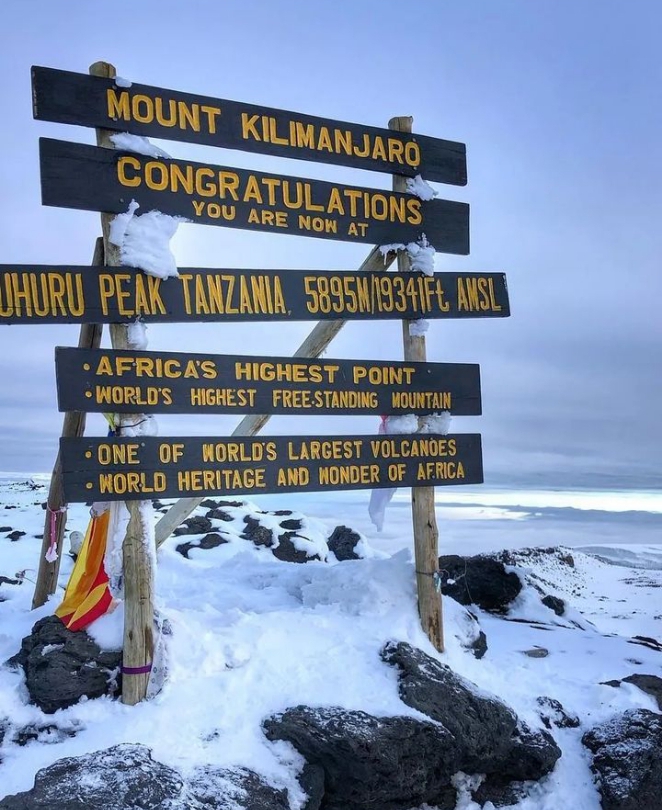 MOUNT KILIMANJARO
CONGRATULATIONS
YOU ARE NOW AT
UHURU PEAK TANZANIA, 5895M/19341Ft. AMSL
• AFRICA'S HIGHEST POINT
• WORLD'S HIGHEST FREE-STANDING MOUNTAIN
• ONE OF WORLD'S LARGEST VOLCANOES
• WORLD HERITAGE AND WONDER OF AFRICA